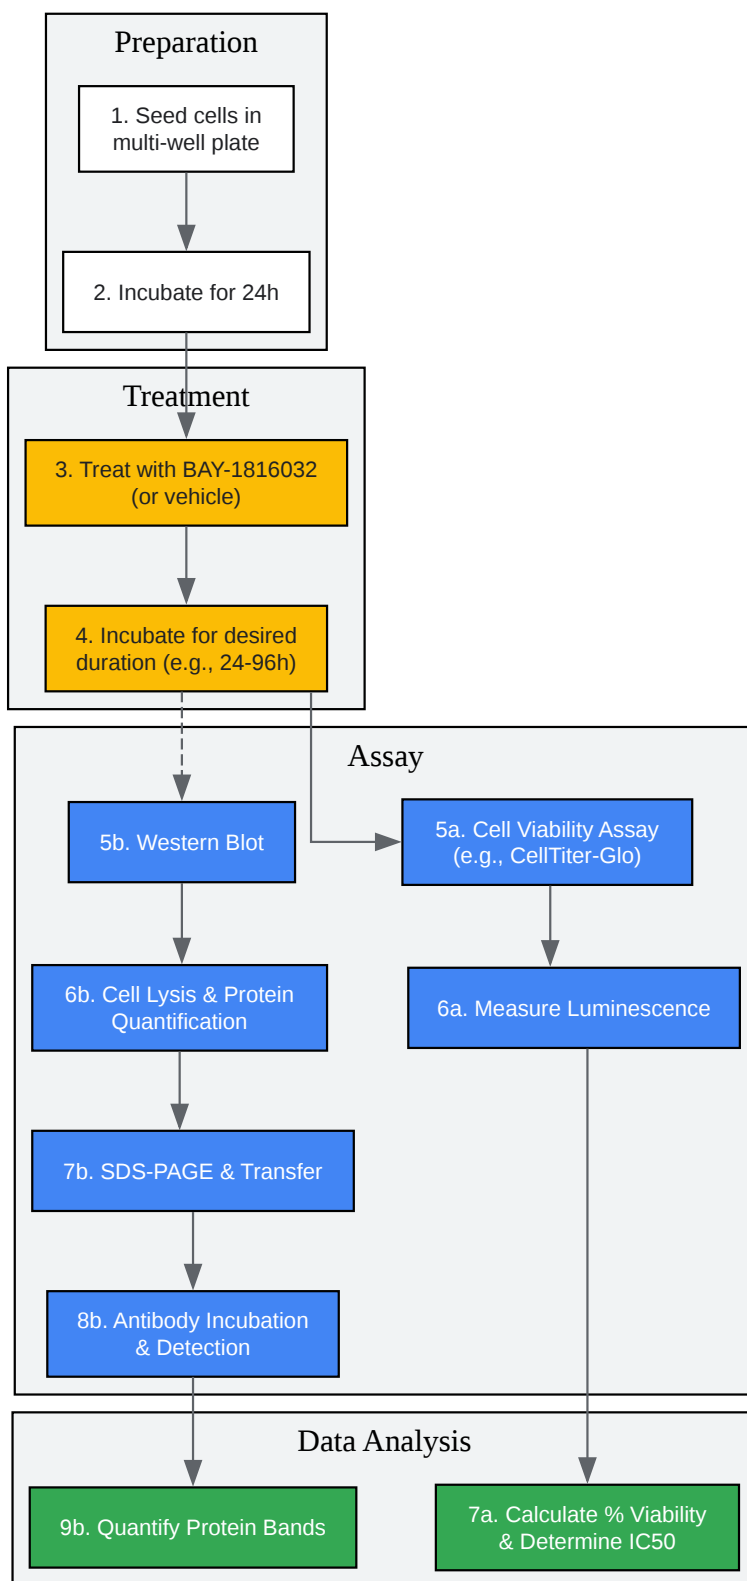 Preparation
1. Seed cells in
multi-well plate
2. Incubate for 24h
Treatment
3. Treat with BAY-1816032
(or vehicle)
4. Incubate for desired
duration (e.g., 24-96h)
Assay
5b. Western Blot
5a. Cell Viability Assay
(e.g., CellTiter-Glo)
6b. Cell Lysis & Protein
Quantification
6a. Measure Luminescence
7b. SDS-PAGE & Transfer
8b. Antibody Incubation
& Detection
Data Analysis
9b. Quantify Protein Bands
7a. Calculate % Viability
& Determine IC50